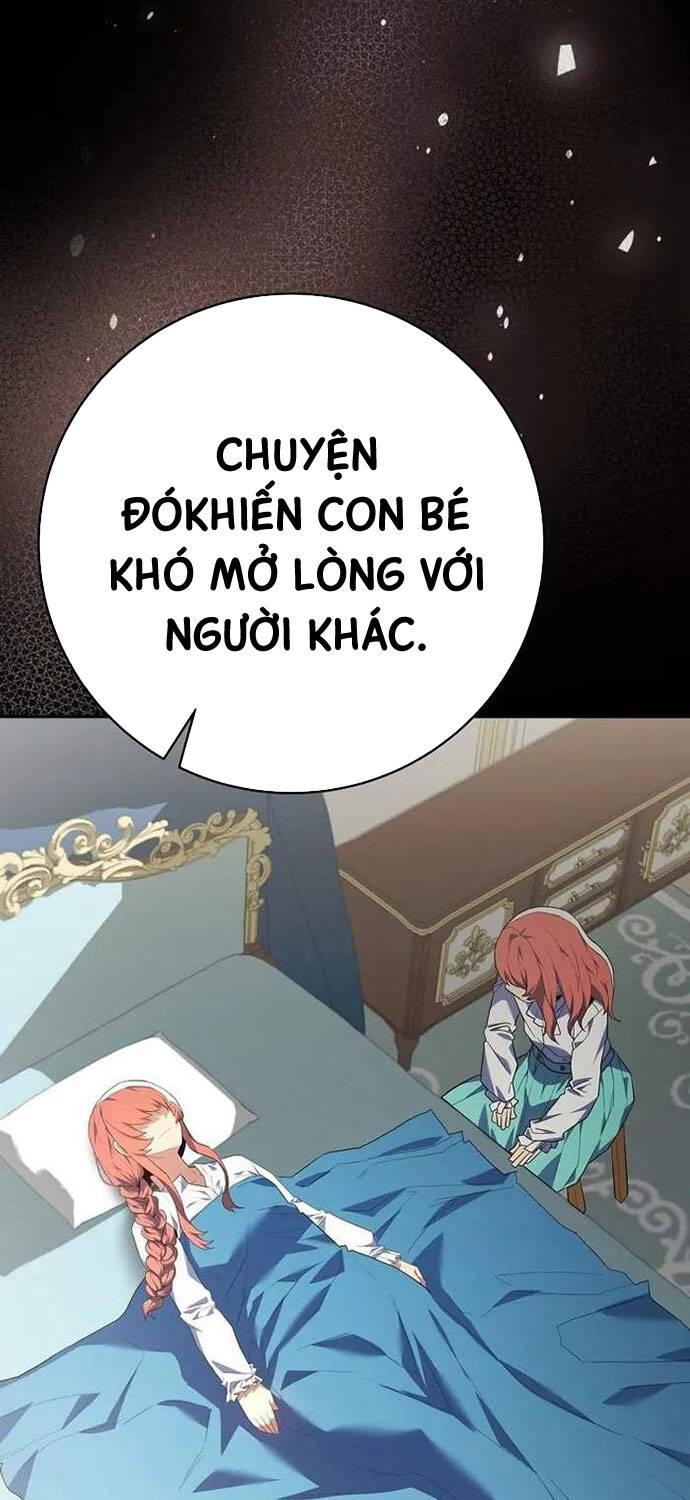 CHUYỆN
ĐÓKHIẾN CON BÉ
KHÓ MỞ LÒNG VỚI
NGƯỜI KHÁC.